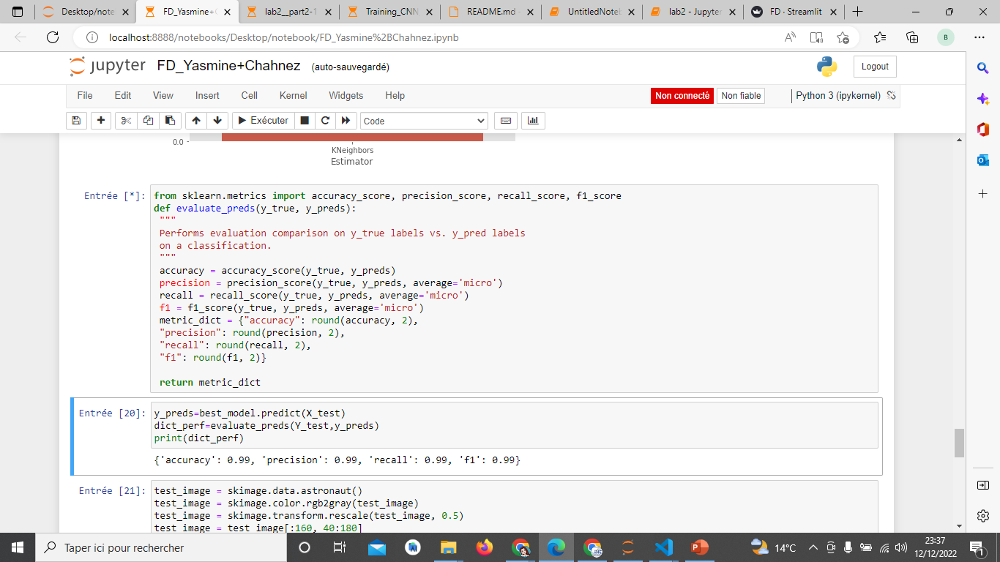 Desktop/note
FD_Yasmine+C
lab2__part2-1
Training_CNN
README.md -
UntitledNoteb
lab2 - Jupyter
FD · Streamlit
localhost:8888/notebooks/Desktop/notebook/FD_Yasmine%2BChahnez.ipynb
B
jupyter FD_Yasmine+Chahnez (auto-sauvegardé)
Logout
File Edit View Insert Cell Kernel Widgets Help
Non connecté Non fiable Python 3 (ipykernel)
Exécuter Code
0.0
KNeighbors
Estimator
Entrée [*]:
from sklearn.metrics import accuracy_score, precision_score, recall_score, f1_score
def evaluate_preds(y_true, y_preds):
"""
Performs evaluation comparison on y_true labels vs. y_pred labels
on a classification.
"""
accuracy = accuracy_score(y_true, y_preds)
precision = precision_score(y_true, y_preds, average='micro')
recall = recall_score(y_true, y_preds, average='micro')
f1 = f1_score(y_true, y_preds, average='micro')
metric_dict = {"accuracy": round(accuracy, 2),
"precision": round(precision, 2),
"recall": round(recall, 2),
"f1": round(f1, 2)}
return metric_dict
Entrée [20]:
y_preds=best_model.predict(X_test)
dict_perf=evaluate_preds(Y_test,y_preds)
print(dict_perf)
{'accuracy': 0.99, 'precision': 0.99, 'recall': 0.99, 'f1': 0.99}
Entrée [21]:
test_image = skimage.data.astronaut()
test_image = skimage.color.rgb2gray(test_image)
test_image = skimage.transform.rescale(test_image, 0.5)
test_image = test_image[:160, 40:180]
Taper ici pour rechercher
14°C
23:37
12/12/2022
1